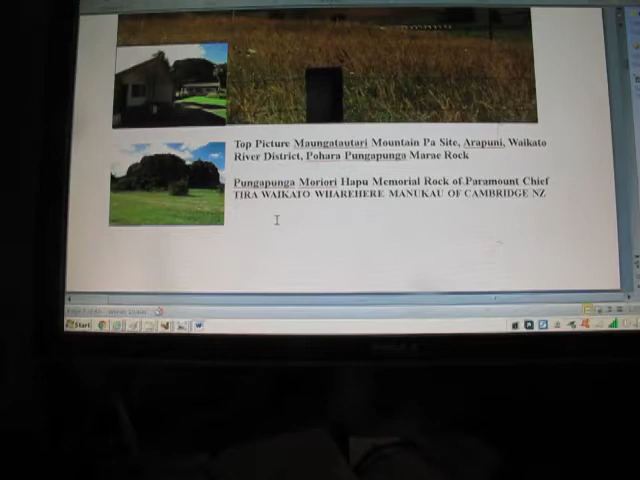 Top Picture Maungatautari Mountain Pa Site, Arapuni, Waikato
River District, Pohara Pungapunga Marae Rock
Pungapunga Moriori Hapu Memorial Rock of Paramount Chief
TIRA WAIKATO WHAREHERE MANUKAU OF CAMBRIDGE NZ
Start